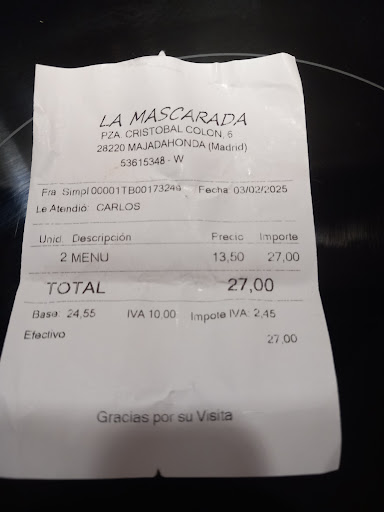 LA MASCARADA
PZA. CRISTOBAL COLON, 6
28220 MAJADAHONDA (Madrid)
53615348 - W
Fra Simpl 00001TB00173246 Fecha: 03/02/2025
Le Atendió: CARLOS
Unid. Descripción Precio Importe
2 MENU 13,50 27,00
TOTAL 27,00
Base: 24,55 IVA 10,00 Impote IVA: 2,45
Efectivo 27,00
Gracias por su Visita